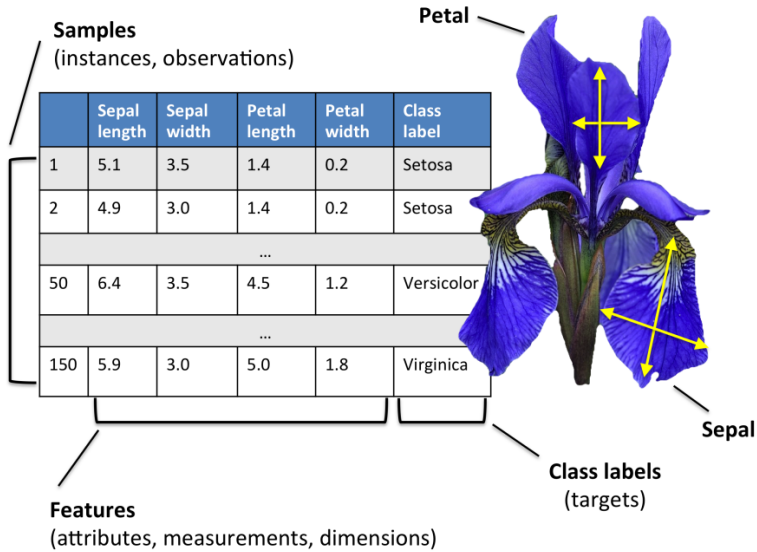 Samples
(instances, observations)
Petal
Sepal length Sepal width Petal length Petal width Class label
1 5.1 3.5 1.4 0.2 Setosa
2 4.9 3.0 1.4 0.2 Setosa
...
50 6.4 3.5 4.5 1.2 Versicolor
...
150 5.9 3.0 5.0 1.8 Virginica
Sepal
Class labels
(targets)
Features
(attributes, measurements, dimensions)